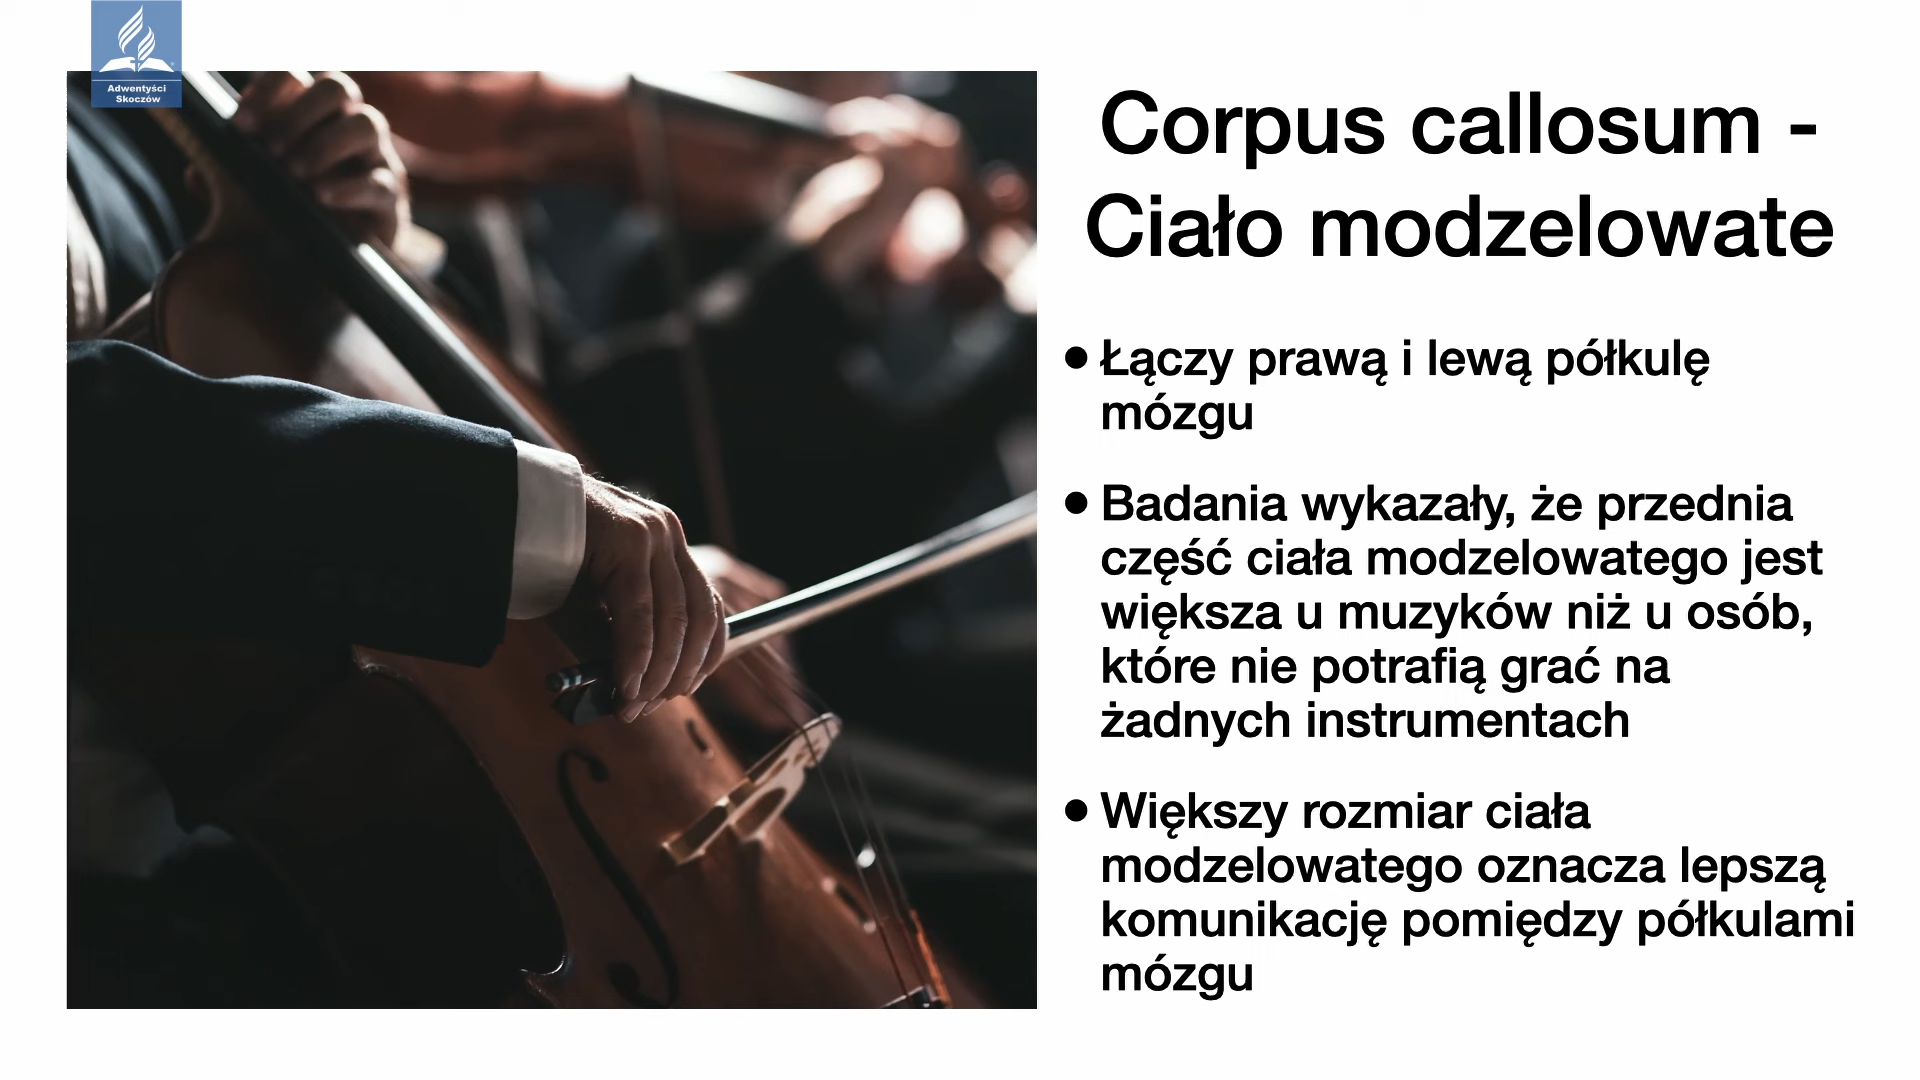 Adwentyści
Skoczów
Corpus callosum -
Ciało modzelowate
• Łączy prawą i lewą półkulę
mózgu
• Badania wykazały, że przednia
część ciała modzelowatego jest
większa u muzyków niż u osób,
które nie potrafią grać na
żadnych instrumentach
• Większy rozmiar ciała
modzelowatego oznacza lepszą
komunikację pomiędzy półkulami
mózgu